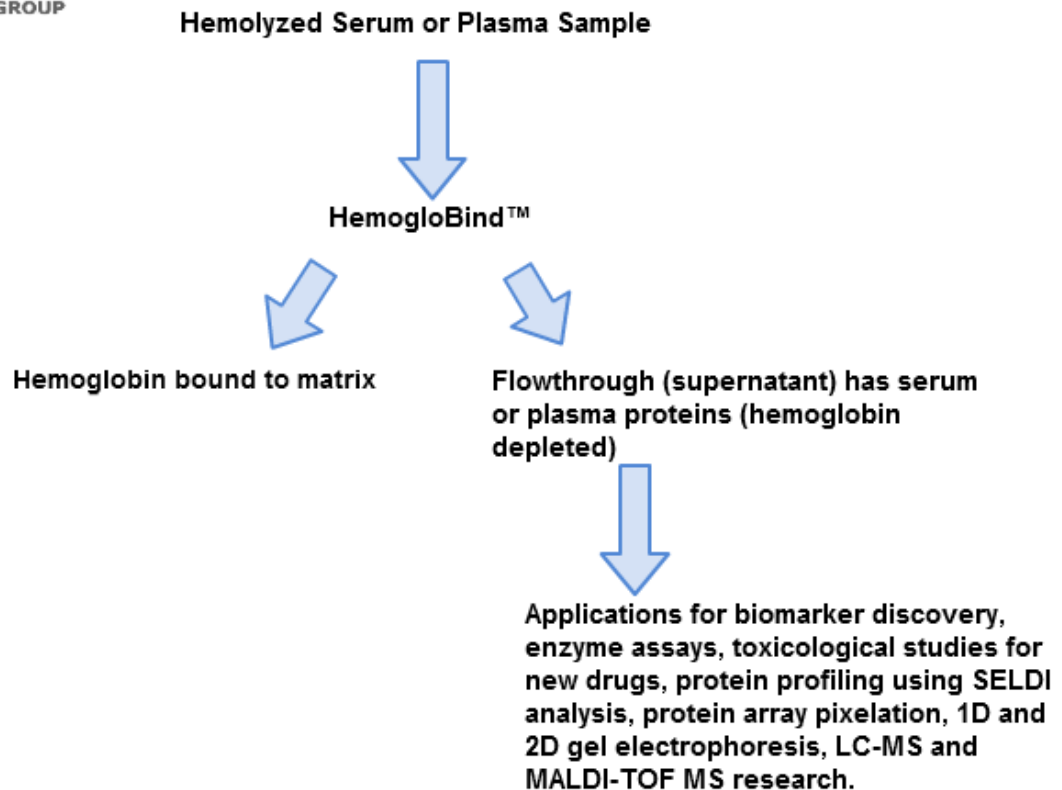 GROUP
Hemolyzed Serum or Plasma Sample
HemogloBind™
Hemoglobin bound to matrix
Flowthrough (supernatant) has serum
or plasma proteins (hemoglobin
depleted)
Applications for biomarker discovery,
enzyme assays, toxicological studies for
new drugs, protein profiling using SELDI
analysis, protein array pixelation, 1D and
2D gel electrophoresis, LC-MS and
MALDI-TOF MS research.